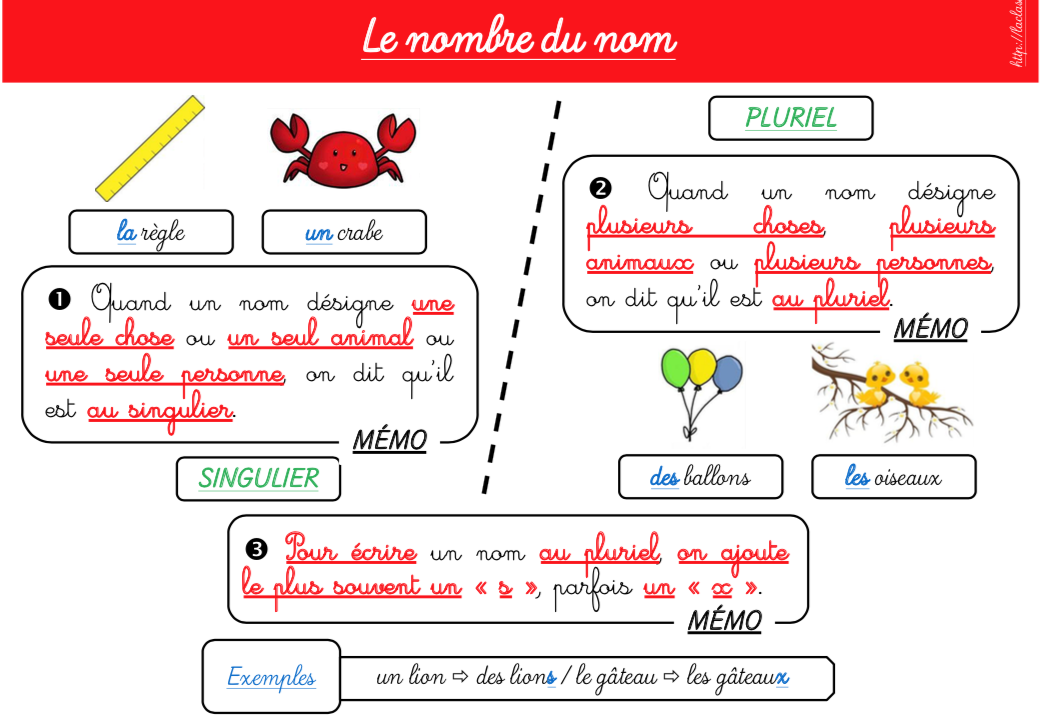 Le nombre du nom
la règle
un crabe
❶ Quand un nom désigne une
seule chose ou un seul animal ou
une seule personne, on dit qu'il
est au singulier.
MÉMO
SINGULIER
PLURIEL
❷ Quand un nom désigne
plusieurs choses, plusieurs
animaux ou plusieurs personnes,
on dit qu'il est au pluriel.
MÉMO
des ballons
les oiseaux
❸ Pour écrire un nom au pluriel, on ajoute
le plus souvent un « s », parfois un « x ».
MÉMO
Exemples
un lion ⇨ des lions / le gâteau ⇨ les gâteaux